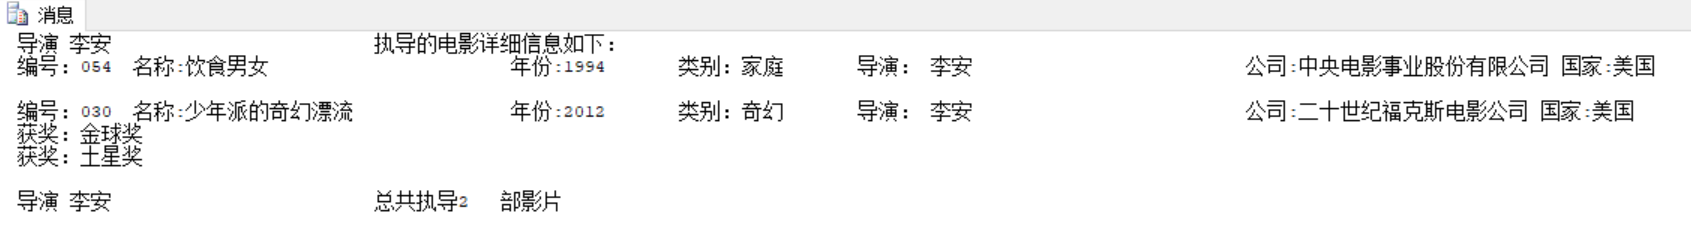 消息
导演 李安 执导的电影详细信息如下：
编号：054 名称:饮食男女 年份:1994 类别：家庭 导演： 李安 公司:中央电影事业股份有限公司 国家:美国
编号：030 名称:少年派的奇幻漂流 年份:2012 类别：奇幻 导演： 李安 公司:二十世纪福克斯电影公司 国家:美国
获奖：金球奖
获奖：土星奖
导演 李安 总共执导2 部影片